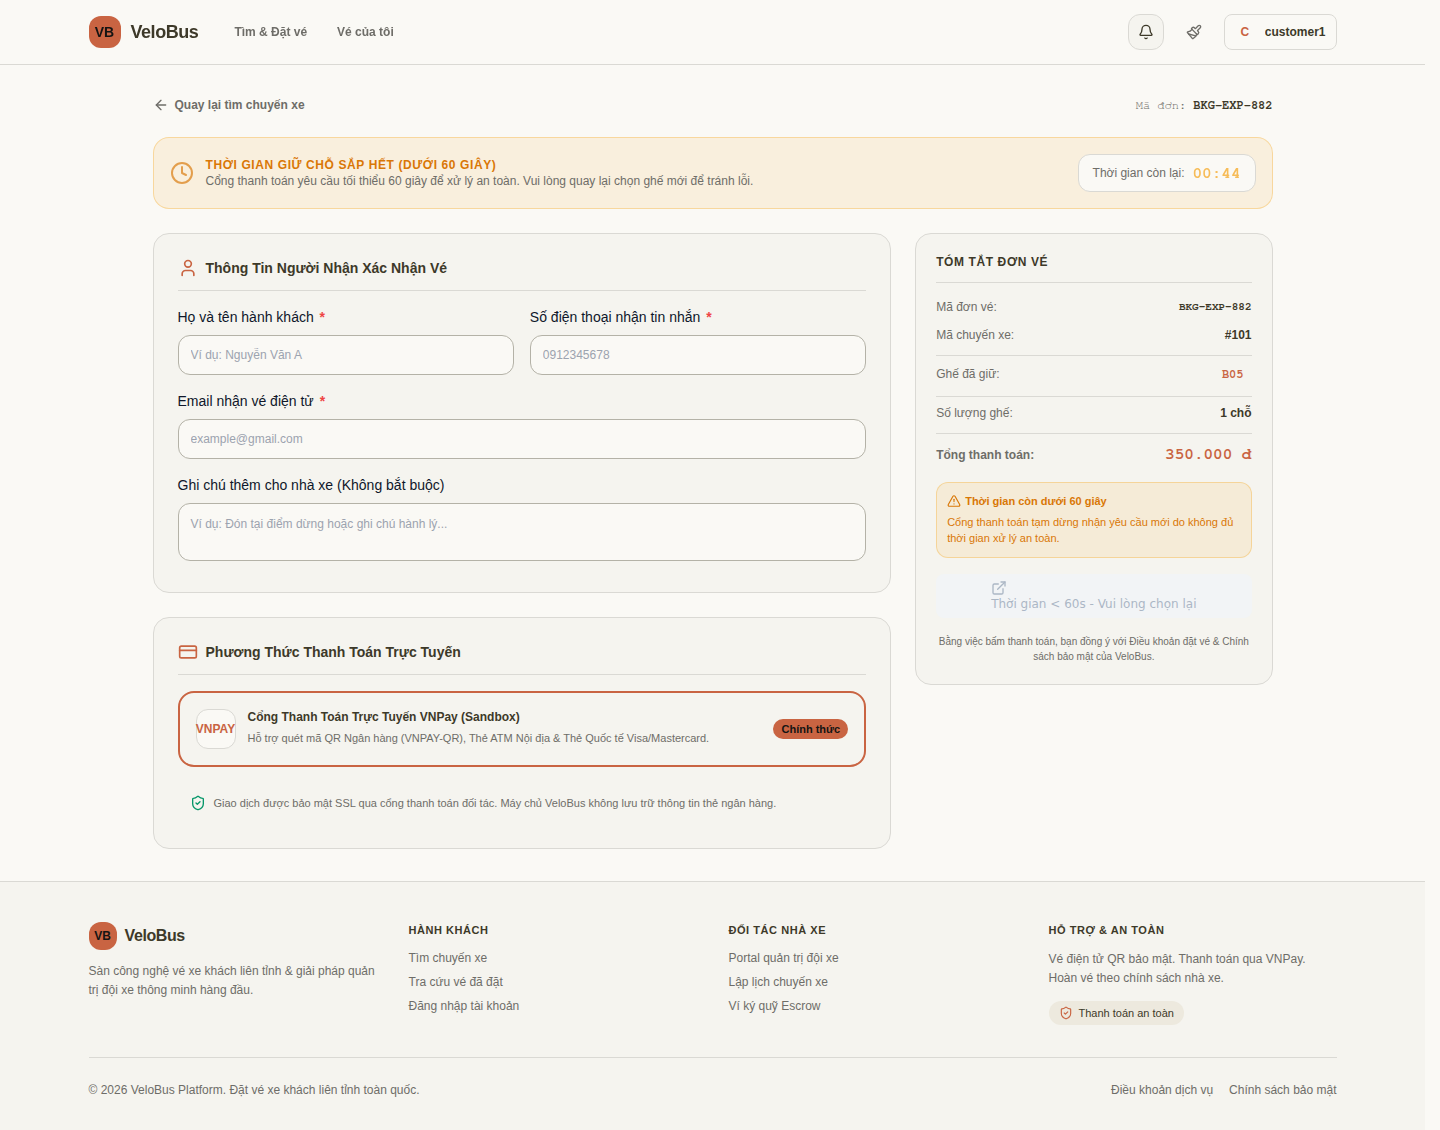 VB VeloBus Tìm & Đặt vé Vé của tôi C customer1
Quay lại tìm chuyến xe Mã đơn: BKG-EXP-882
THỜI GIAN GIỮ CHỖ SẮP HẾT (DƯỚI 60 GIÂY)
Cổng thanh toán yêu cầu tối thiểu 60 giây để xử lý an toàn. Vui lòng quay lại chọn ghế mới để tránh lỗi.
Thời gian còn lại: 00:44
Thông Tin Người Nhận Xác Nhận Vé
Họ và tên hành khách *
Ví dụ: Nguyễn Văn A
Số điện thoại nhận tin nhắn *
0912345678
Email nhận vé điện tử *
example@gmail.com
Ghi chú thêm cho nhà xe (Không bắt buộc)
Ví dụ: Đón tại điểm dừng hoặc ghi chú hành lý...
Phương Thức Thanh Toán Trực Tuyến
VNPAY
Cổng Thanh Toán Trực Tuyến VNPay (Sandbox)
Hỗ trợ quét mã QR Ngân hàng (VNPAY-QR), Thẻ ATM Nội địa & Thẻ Quốc tế Visa/Mastercard.
Chính thức
Giao dịch được bảo mật SSL qua cổng thanh toán đối tác. Máy chủ VeloBus không lưu trữ thông tin thẻ ngân hàng.
TÓM TẮT ĐƠN VÉ
Mã đơn vé: BKG-EXP-882
Mã chuyến xe: #101
Ghế đã giữ: B05
Số lượng ghế: 1 chỗ
Tổng thanh toán: 350.000 đ
Thời gian còn dưới 60 giây
Cổng thanh toán tạm dừng nhận yêu cầu mới do không đủ
thời gian xử lý an toàn.
Thời gian < 60s - Vui lòng chọn lại
Bằng việc bấm thanh toán, bạn đồng ý với Điều khoản đặt vé & Chính
sách bảo mật của VeloBus.
VB VeloBus
Sàn công nghệ vé xe khách liên tỉnh & giải pháp quản
trị đội xe thông minh hàng đầu.
HÀNH KHÁCH
Tìm chuyến xe
Tra cứu vé đã đặt
Đăng nhập tài khoản
ĐỐI TÁC NHÀ XE
Portal quản trị đội xe
Lập lịch chuyến xe
Ví ký quỹ Escrow
HỖ TRỢ & AN TOÀN
Vé điện tử QR bảo mật. Thanh toán qua VNPay.
Hoàn vé theo chính sách nhà xe.
Thanh toán an toàn
© 2026 VeloBus Platform. Đặt vé xe khách liên tỉnh toàn quốc.
Điều khoản dịch vụ Chính sách bảo mật